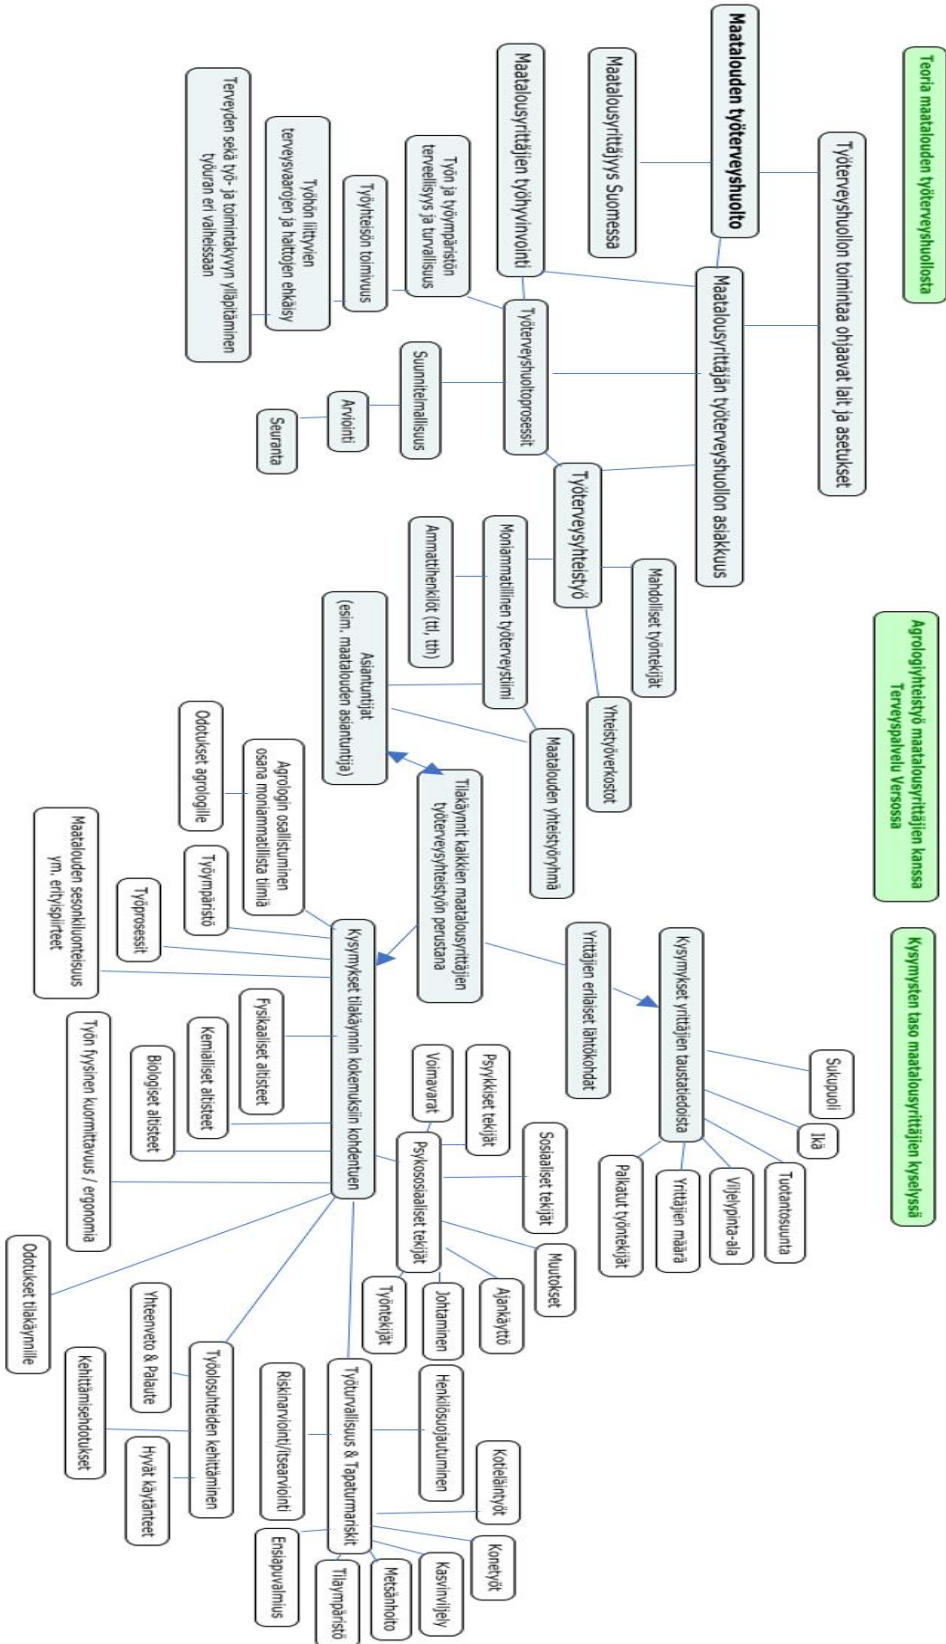 Teoria maatalouden työterveyshuollosta
Työterveyshuollon toimintaa ohjaavat lait ja asetukset
Maatalouden työterveyshuolto
Maatalousyrittäjän työterveyshuollon asiakkuus
Maatalousyrittäjyys Suomessa
Maatalousyrittäjien työhyvinvointi
Työterveyshuoltoprosessit
Työn ja työympäristön
terveellisyys ja turvallisuus
Työyhteisön toimivuus
Työhön liittyvien
terveysvaarojen ja haittojen ehkäisy
Terveyden sekä työ- ja toimintakyvyn ylläpitäminen
työuran eri vaiheissaan
Suunnitelmallisuus
Arviointi
Seuranta
Agrologiyhteistyö maatalousyrittäjien kanssa
Terveyspalvelu Versossa
Työterveysyhteistyö
Mahdolliset työntekijät
Yhteistyöverkostot
Moniammatillinen työterveystiimi
Maatalouden yhteistyöryhmä
Ammattihenkilöt (ttl, tth)
Asiantuntijat
(esim. maatalouden asiantuntija)
Tilakäynnit kaikkien maatalousyrittäjien
työterveysyhteistyön perustana
Agrologin osallistuminen
osana moniammatillista tiimiä
Odotukset agrologille
Työympäristö
Työprosessit
Maatalouden sesonkiluonteisuus
ym. erityispiirteet
Kysymysten taso maatalousyrittäjien kyselyssä
Kysymykset yrittäjien taustatiedoista
Yrittäjien erilaiset lähtökohdat
Sukupuoli
Ikä
Tuotantosuunta
Viljelypinta-ala
Yrittäjien määrä
Palkatut työntekijät
Kysymykset tilakäynnin kokemuksiin kohdentuen
Fysikaaliset altisteet
Kemialliset altisteet
Biologiset altisteet
Työn fyysinen kuormittavuus / ergonomia
Psykososiaaliset tekijät
Psyykkiset tekijät
Voimavarat
Sosiaaliset tekijät
Muutokset
Ajankäyttö
Johtaminen
Työntekijät
Odotukset tilakäynnille
Työolosuhteiden kehittäminen
Yhteenveto & Palaute
Kehittämisehdotukset
Hyvät käytänteet
Työturvallisuus & Tapaturmariskit
Henkilösuojautuminen
Riskinarviointi/itsearviointi
Kotieläintyöt
Konetyöt
Kasvinviljely
Metsänhoito
Tilaympäristö
Ensiapuvalmius